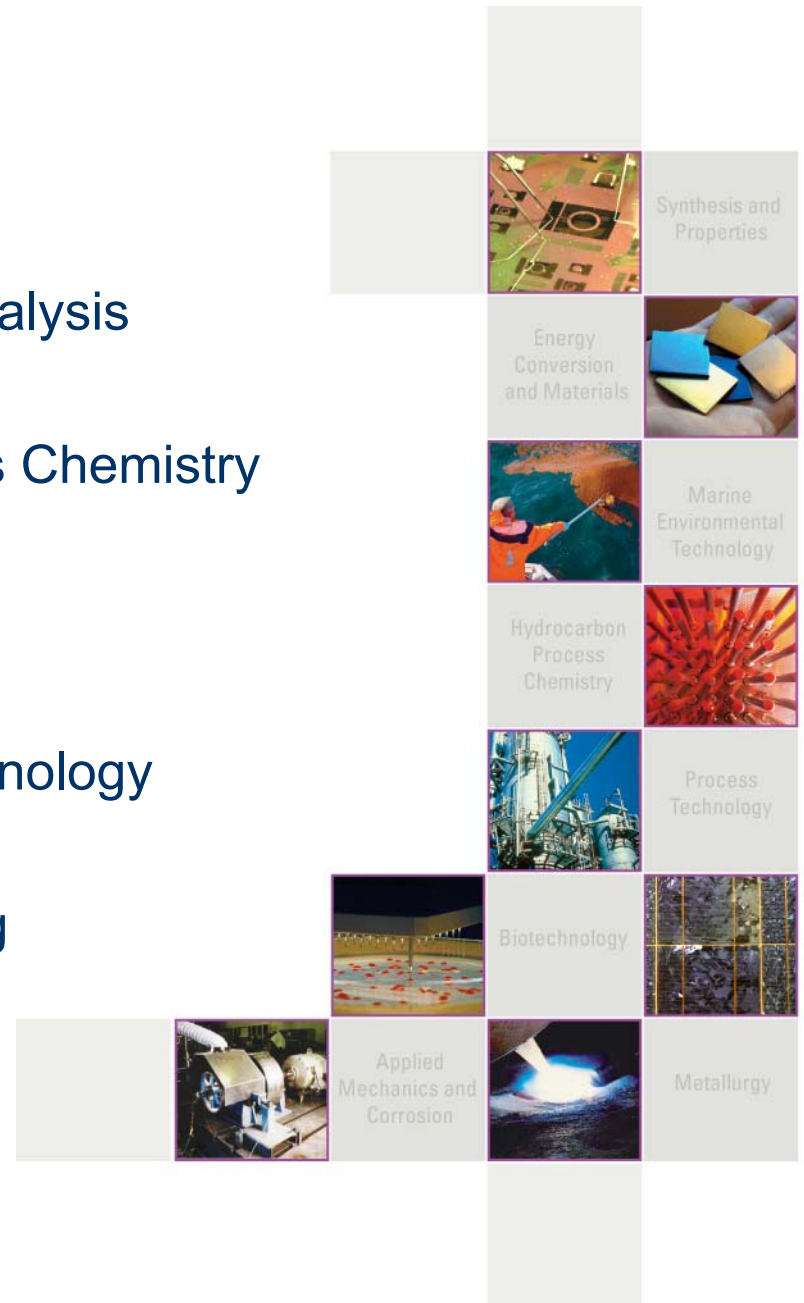 alysis
s Chemistry
nology
g
Synthesis and
Properties
Energy
Conversion
and Materials
Marine
Environmental
Technology
Hydrocarbon
Process
Chemistry
Process
Technology
Biotechnology
Applied
Mechanics and
Corrosion
Metallurgy